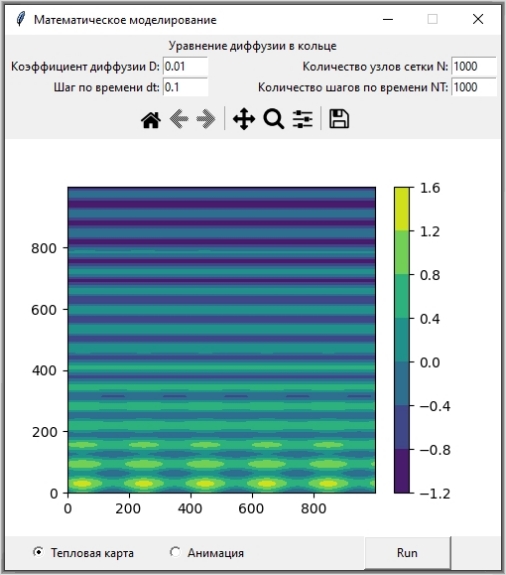 Математическое моделирование
Уравнение диффузии в кольце
Коэффициент диффузии D: 0.01 Количество узлов сетки N: 1000
Шаг по времени dt: 0.1 Количество шагов по времени NT: 1000
1.6
1.2
800
0.8
600
0.4
0.0
400
−0.4
200
−0.8
0
−1.2
0 200 400 600 800
Тепловая карта Анимация Run